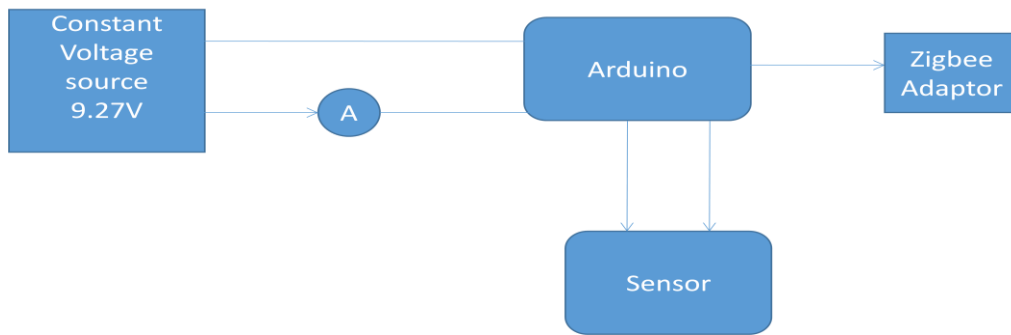 Constant
Voltage
source
9.27V
A
Arduino
Zigbee
Adaptor
Sensor